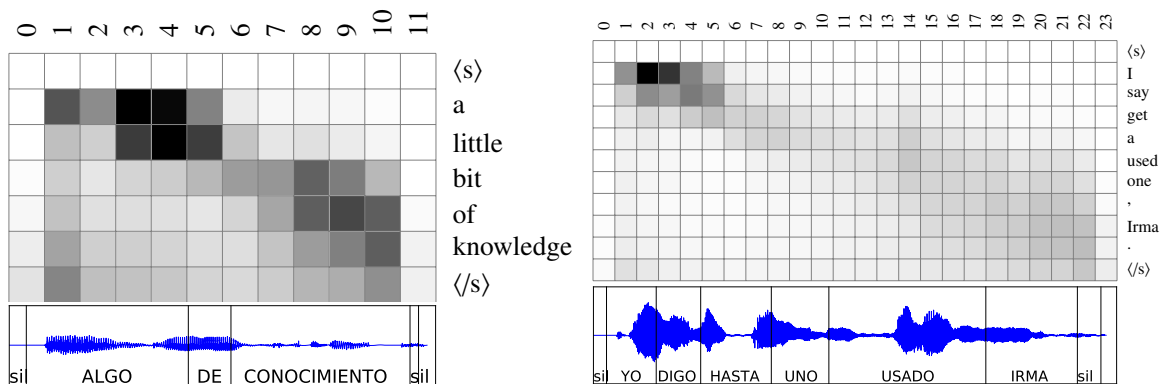 0 1 2 3 4 5 6 7 8 9 10 11
⟨s⟩
a
little
bit
of
knowledge
⟨/s⟩
sil ALGO DE CONOCIMIENTO sil
0 1 2 3 4 5 6 7 8 9 10 11 12 13 14 15 16 17 18 19 20 21 22 23
⟨s⟩
I
say
get
a
used
one
,
Irma
.
⟨/s⟩
sil YO DIGO HASTA UNO USADO IRMA sil